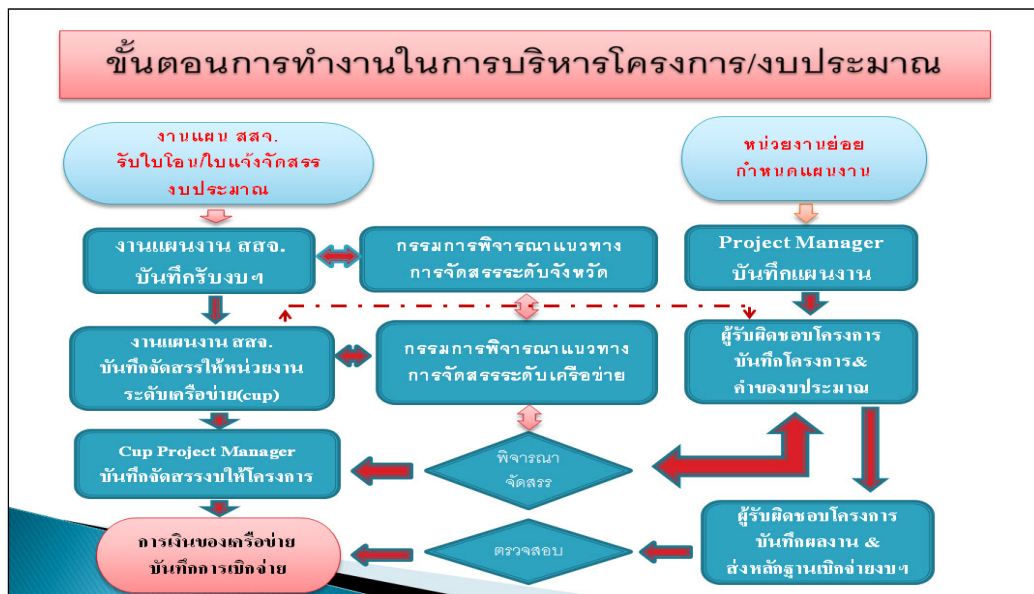 ขั้นตอนการทำงานในการบริหารโครงการ/งบประมาณ
งานแผน สสจ.
รับใบโอน/ใบแจ้งจัดสรร
งบประมาณ
หน่วยงานย่อย
กำหนดแผนงาน
งานแผนงาน สสจ.
บันทึกรับงบฯ
กรรมการพิจารณาแนวทาง
การจัดสรรระดับจังหวัด
Project Manager
บันทึกแผนงาน
งานแผนงาน สสจ.
บันทึกจัดสรรให้หน่วยงาน
ระดับเครือข่าย(cup)
กรรมการพิจารณาแนวทาง
การจัดสรรระดับเครือข่าย
ผู้รับผิดชอบโครงการ
บันทึกโครงการ&
คำของบประมาณ
Cup Project Manager
บันทึกจัดสรรงบให้โครงการ
พิจารณา
จัดสรร
การเงินของเครือข่าย
บันทึกการเบิกจ่าย
ตรวจสอบ
ผู้รับผิดชอบโครงการ
บันทึกผลงาน &
ส่งหลักฐานเบิกจ่ายงบฯ